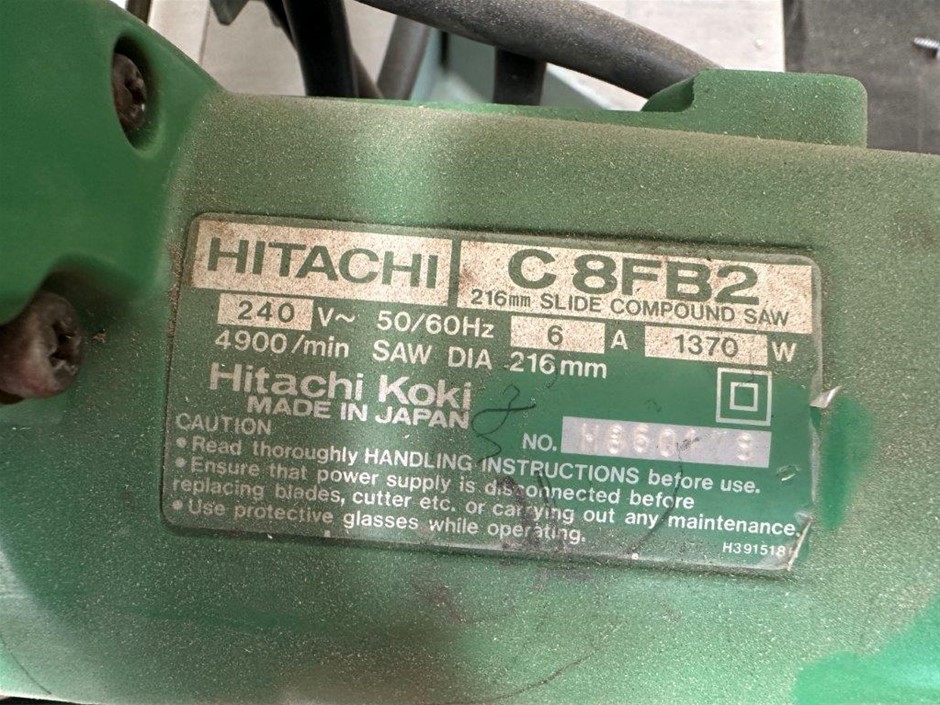 HITACHI
C 8FB2
216mm SLIDE COMPOUND SAW
240 V~ 50/60Hz 6 A 1370 W
4900/min SAW DIA 216mm
Hitachi Koki
MADE IN JAPAN
NO.
CAUTION
• Read thoroughly HANDLING INSTRUCTIONS before use.
• Ensure that power supply is disconnected before
replacing blades, cutter etc. or carrying out any maintenance.
• Use protective glasses while operating.
H391518